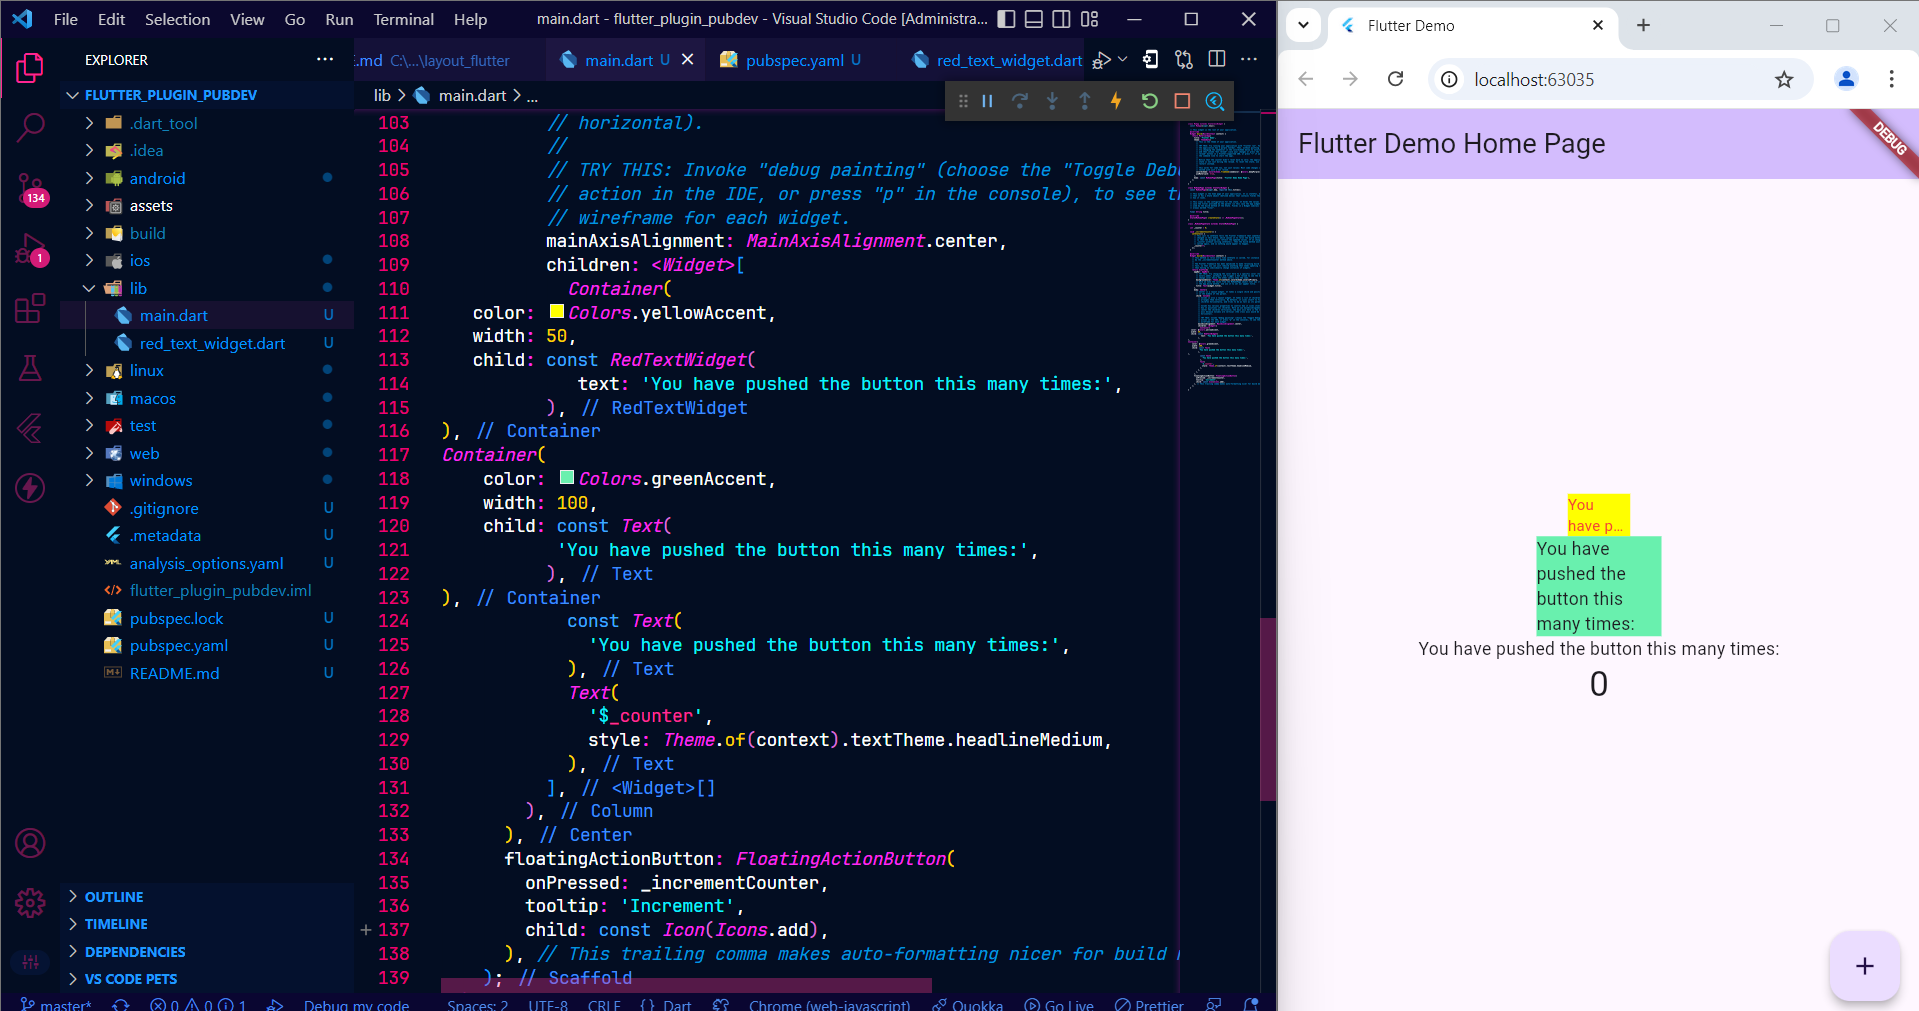 File Edit Selection View Go Run Terminal Help
main.dart - flutter_plugin_pubdev - Visual Studio Code [Administra...
EXPLORER
FLUTTER_PLUGIN_PUBDEV
.dart_tool
.idea
android
134
assets
build
1
ios
lib
main.dart U
red_text_widget.dart U
linux
macos
test
web
windows
.gitignore U
.metadata U
analysis_options.yaml U
flutter_plugin_pubdev.iml
pubspec.lock U
pubspec.yaml U
README.md U
OUTLINE
TIMELINE
DEPENDENCIES
VS CODE PETS
E.md C:\...\layout_flutter
main.dart U
pubspec.yaml U
red_text_widget.dart
lib > main.dart > ...
103 // horizontal).
104 //
105 // TRY THIS: Invoke "debug painting" (choose the "Toggle Deb
106 // action in the IDE, or press "p" in the console), to see t
107 // wireframe for each widget.
108 mainAxisAlignment: MainAxisAlignment.center,
109 children: <Widget>[
110 Container(
111 color: Colors.yellowAccent,
112 width: 50,
113 child: const RedTextWidget(
114 text: 'You have pushed the button this many times:',
115 ), // RedTextWidget
116 ), // Container
117 Container(
118 color: Colors.greenAccent,
119 width: 100,
120 child: const Text(
121 'You have pushed the button this many times:',
122 ), // Text
123 ), // Container
124 const Text(
125 'You have pushed the button this many times:',
126 ), // Text
127 Text(
128 '$_counter',
129 style: Theme.of(context).textTheme.headlineMedium,
130 ), // Text
131 ], // <Widget>[]
132 ), // Column
133 ), // Center
134 floatingActionButton: FloatingActionButton(
135 onPressed: _incrementCounter,
136 tooltip: 'Increment',
137 child: const Icon(Icons.add),
138 ), // This trailing comma makes auto-formatting nicer for build
139 ); // Scaffold
master* 0 0 1 Debug my code Spaces: 2 UTF-8 CRLF {} Dart Chrome (web-javascript) Quokka Go Live Prettier
Flutter Demo
localhost:63035
Flutter Demo Home Page
DEBUG
You
have p...
You have
pushed the
button this
many times:
You have pushed the button this many times:
0
+